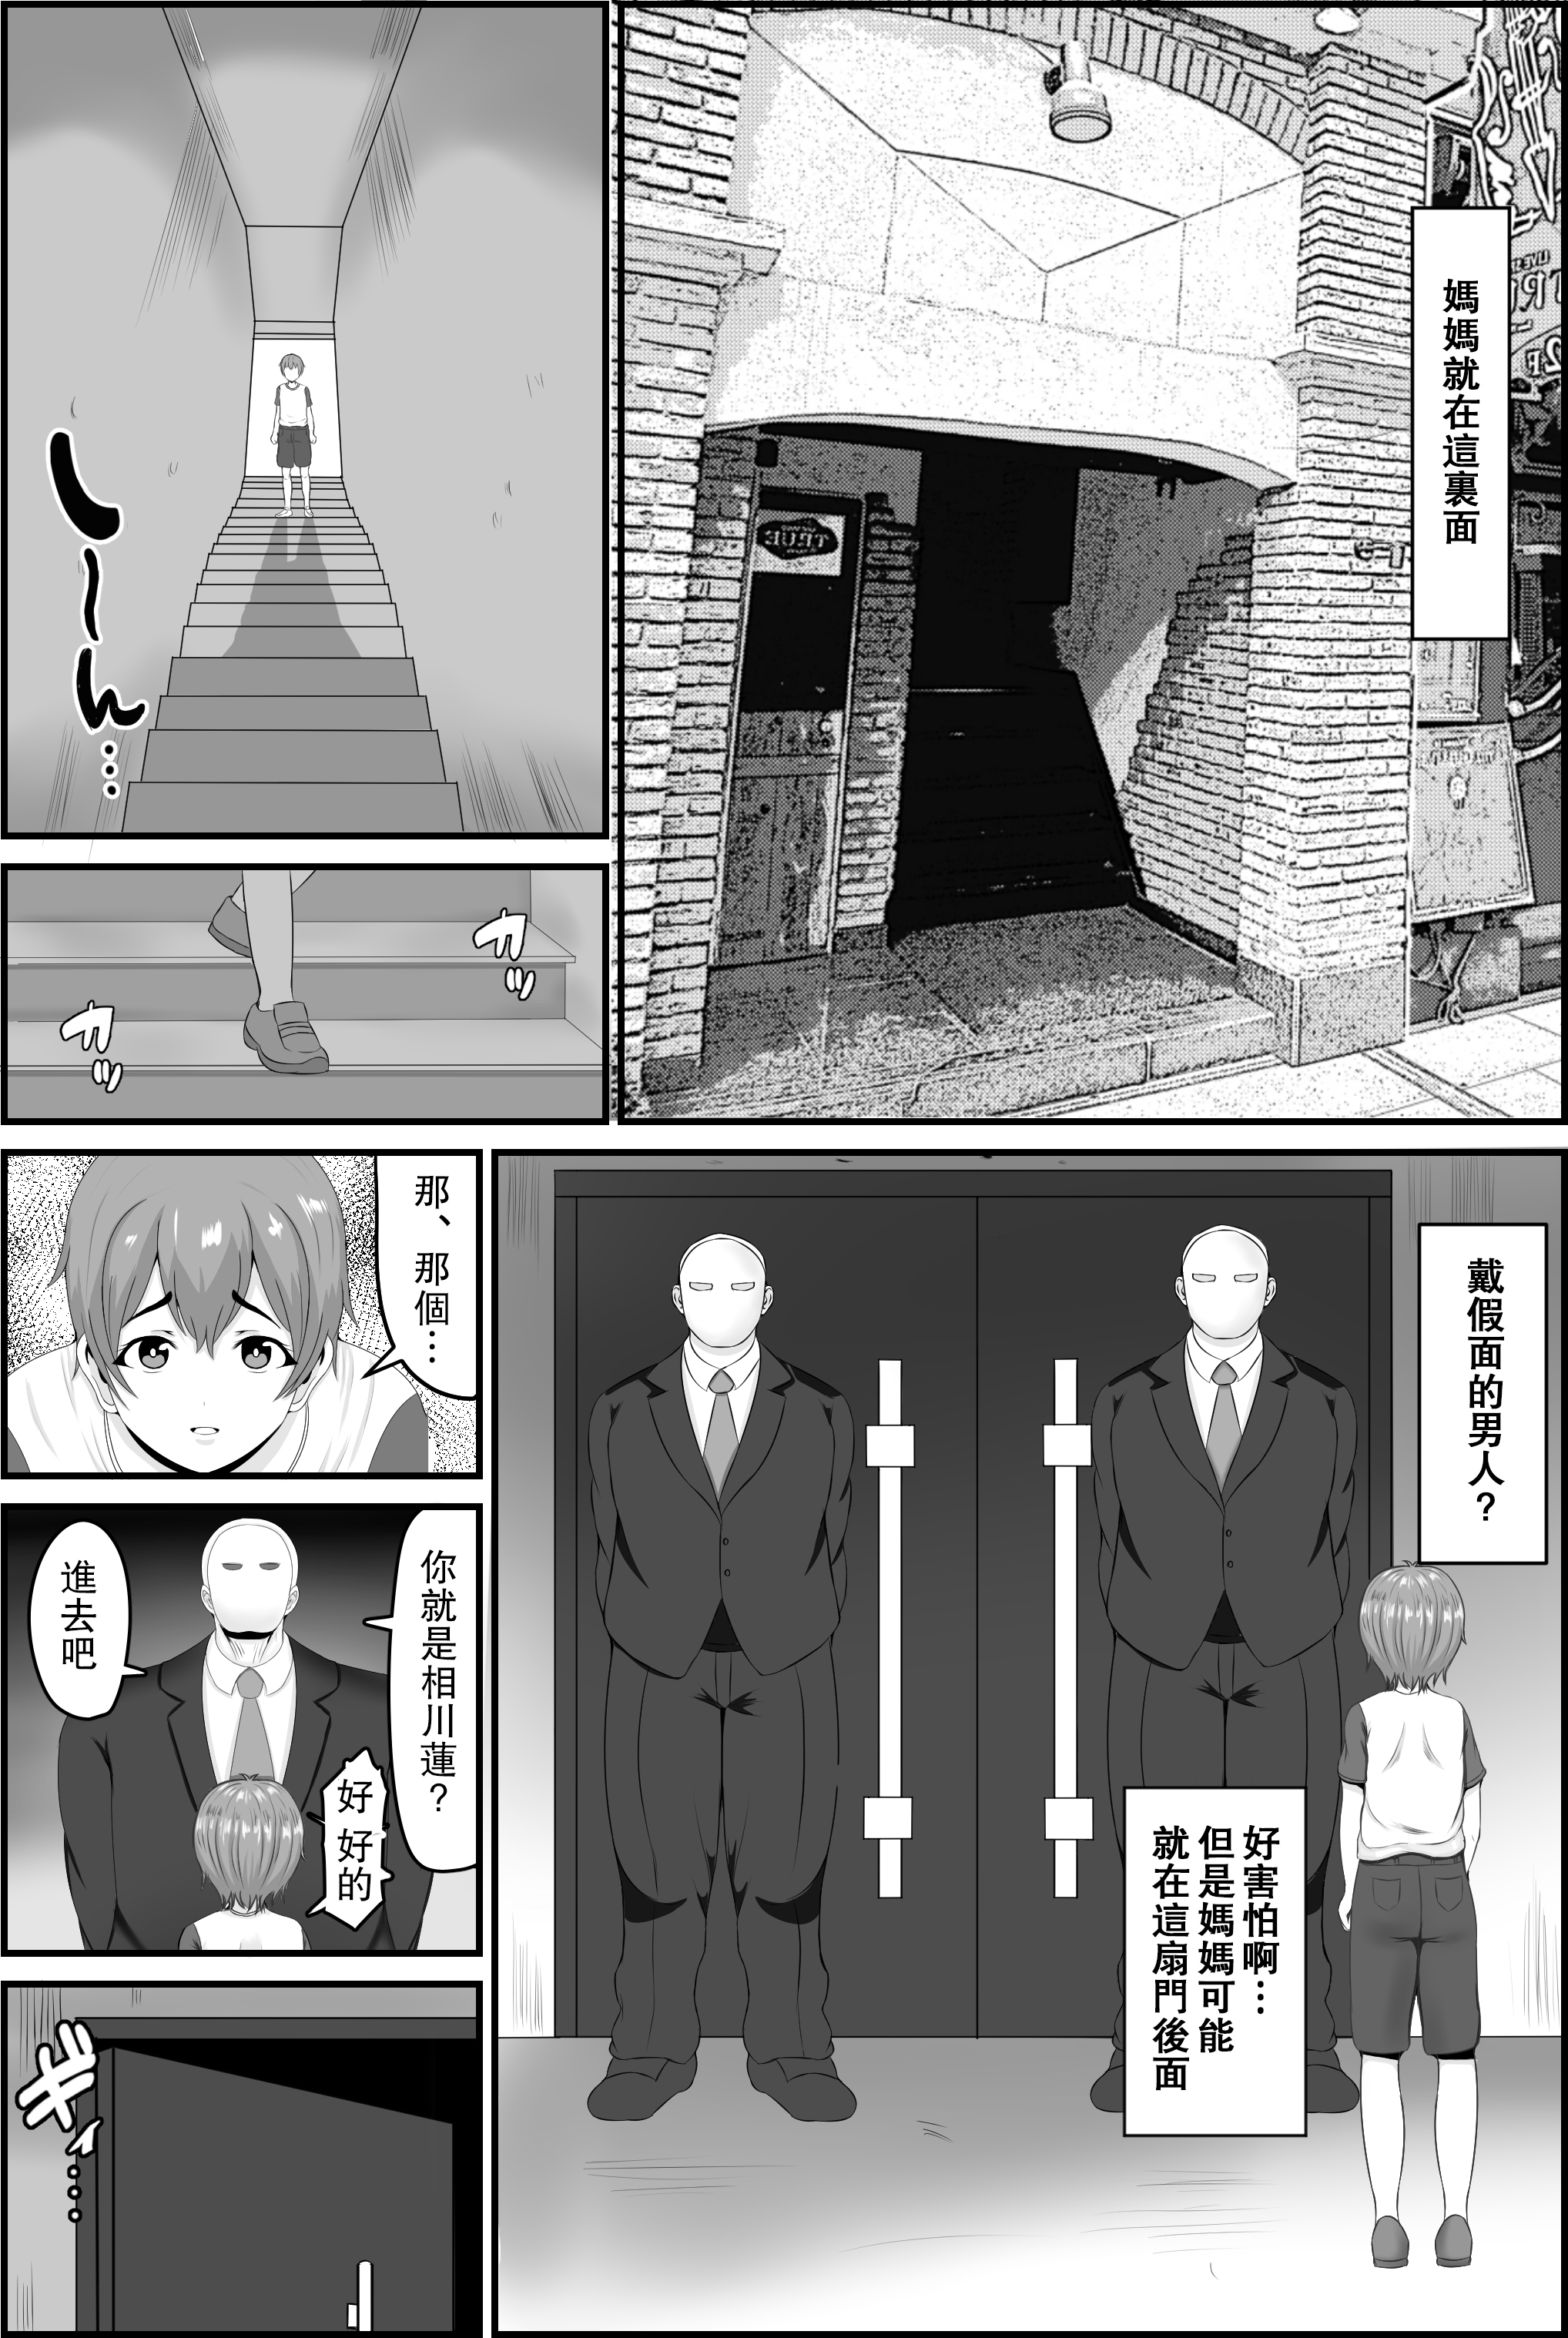 媽媽就在這裏面
しーん…
カッ
カッ
戴假面的男人？
好害怕啊…
但是媽媽可能
就在這扇門後面
那、那個…
你就是相川蓮？
好好的
進去吧
ギィ…